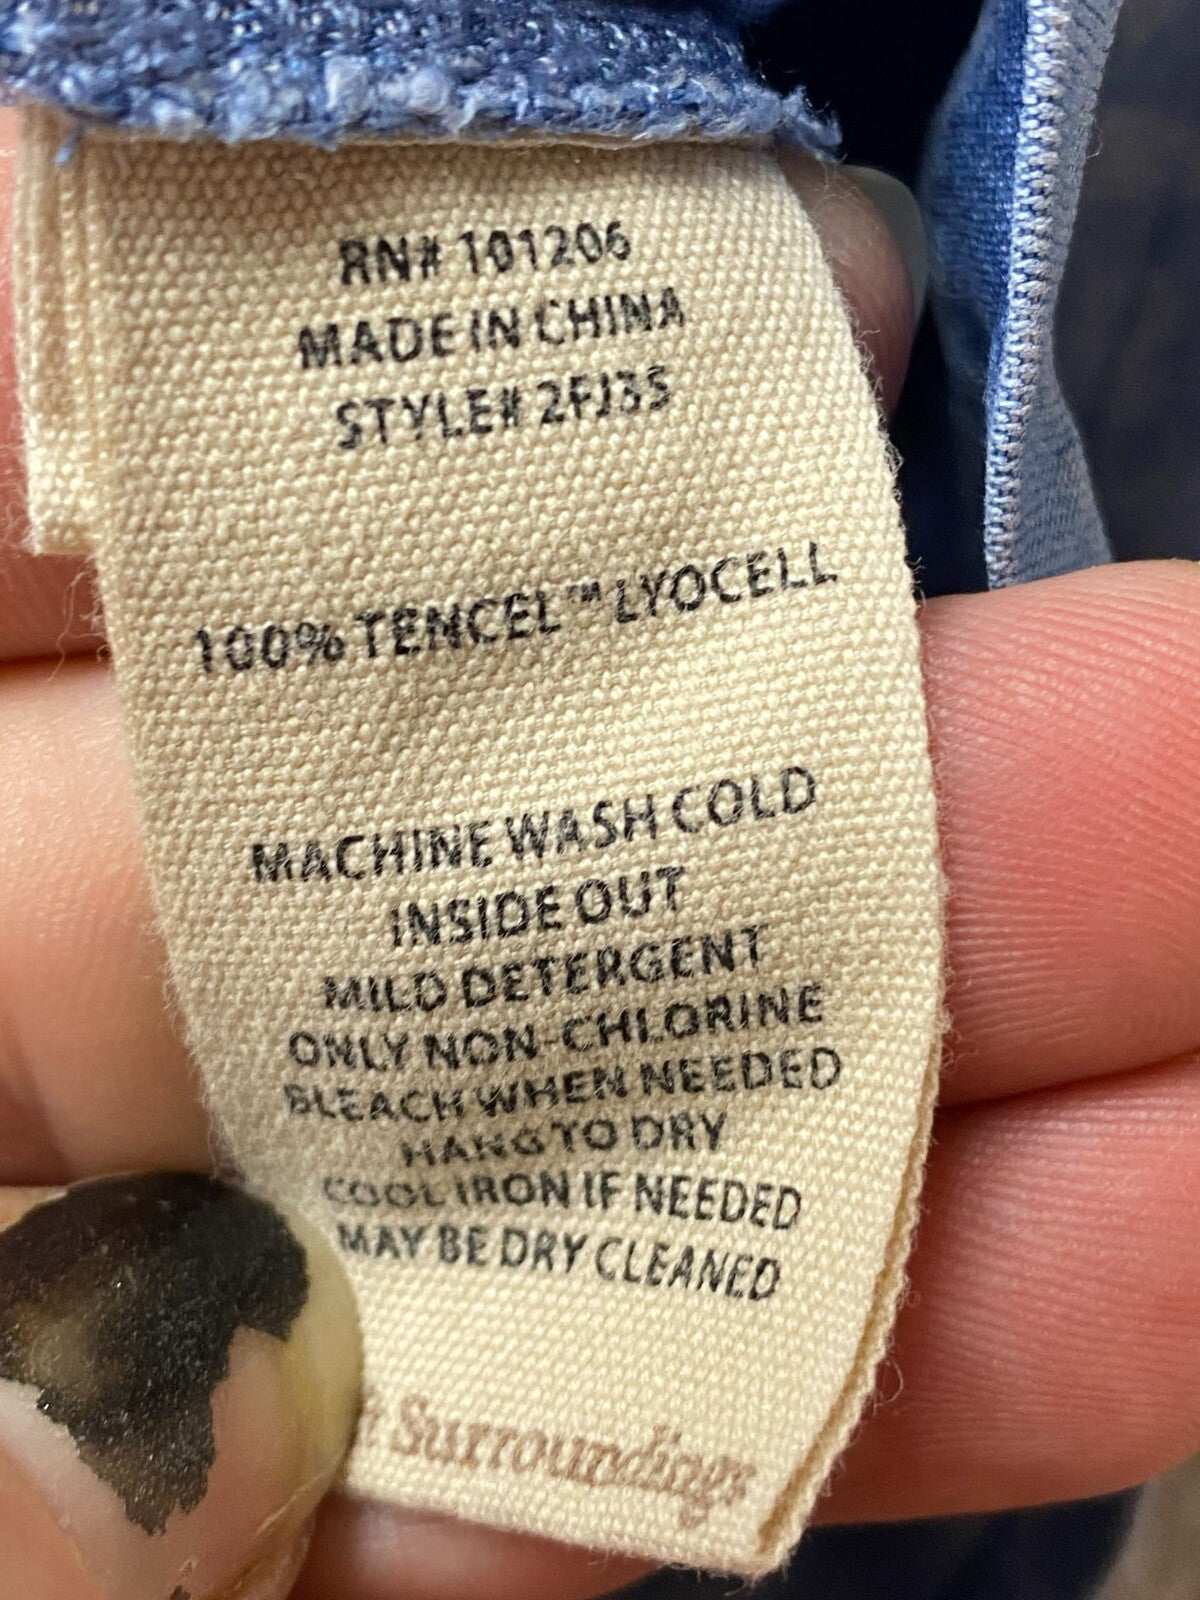 RN# 101206
MADE IN CHINA
STYLE# 2FJ3S
100% TENCEL™ LYOCELL
MACHINE WASH COLD
INSIDE OUT
MILD DETERGENT
ONLY NON-CHLORINE
BLEACH WHEN NEEDED
HANG TO DRY
COOL IRON IF NEEDED
MAY BE DRY CLEANED
Surroundings